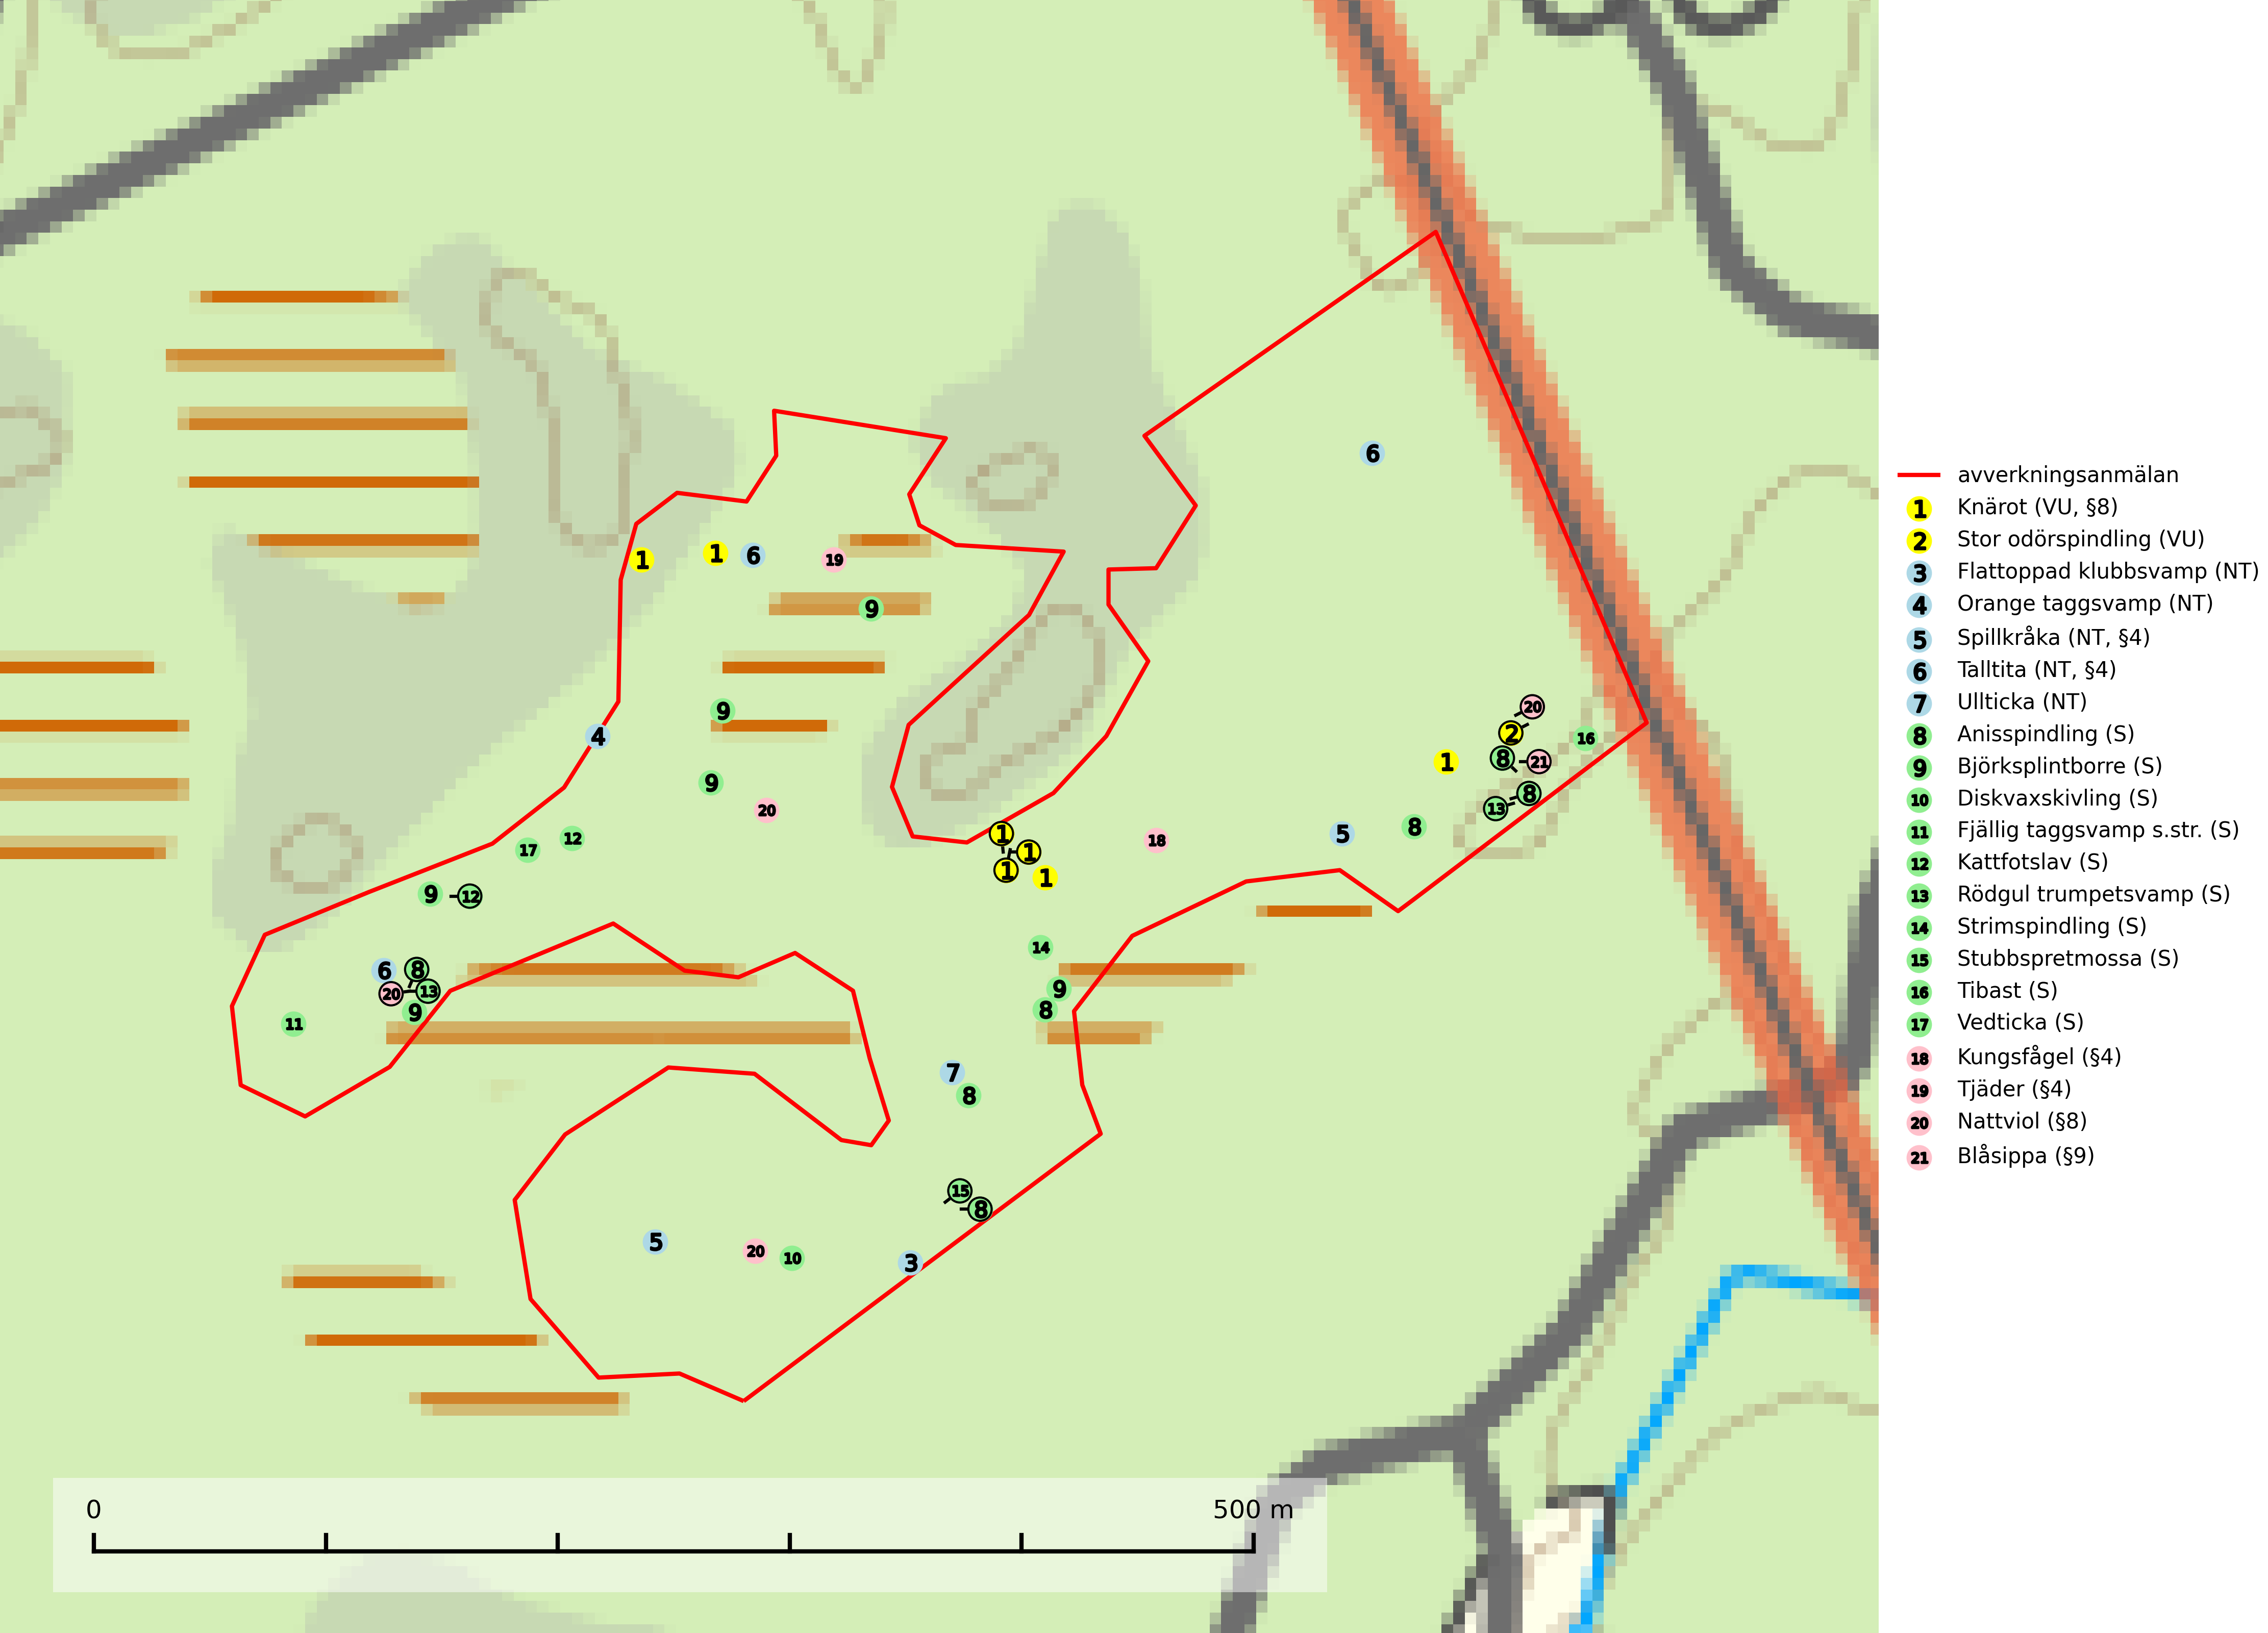 6
1
1
6
19
9
20
9
4
2
16
8
21
1
9
8
20
13
1
5
8
12
18
17
1
1
1
9
12
14
6
8
9
20
13
8
9
11
7
8
15
8
5
20
10
3
0
500 m
avverkningsanmälan
1 Knärot (VU, §8)
2 Stor odörspindling (VU)
3 Flattoppad klubbsvamp (NT)
4 Orange taggsvamp (NT)
5 Spillkråka (NT, §4)
6 Talltita (NT, §4)
7 Ullticka (NT)
8 Anisspindling (S)
9 Björksplintborre (S)
10 Diskvaxskivling (S)
11 Fjällig taggsvamp s.str. (S)
12 Kattfotslav (S)
13 Rödgul trumpetsvamp (S)
14 Strimspindling (S)
15 Stubbspretmossa (S)
16 Tibast (S)
17 Vedticka (S)
18 Kungsfågel (§4)
19 Tjäder (§4)
20 Nattviol (§8)
21 Blåsippa (§9)